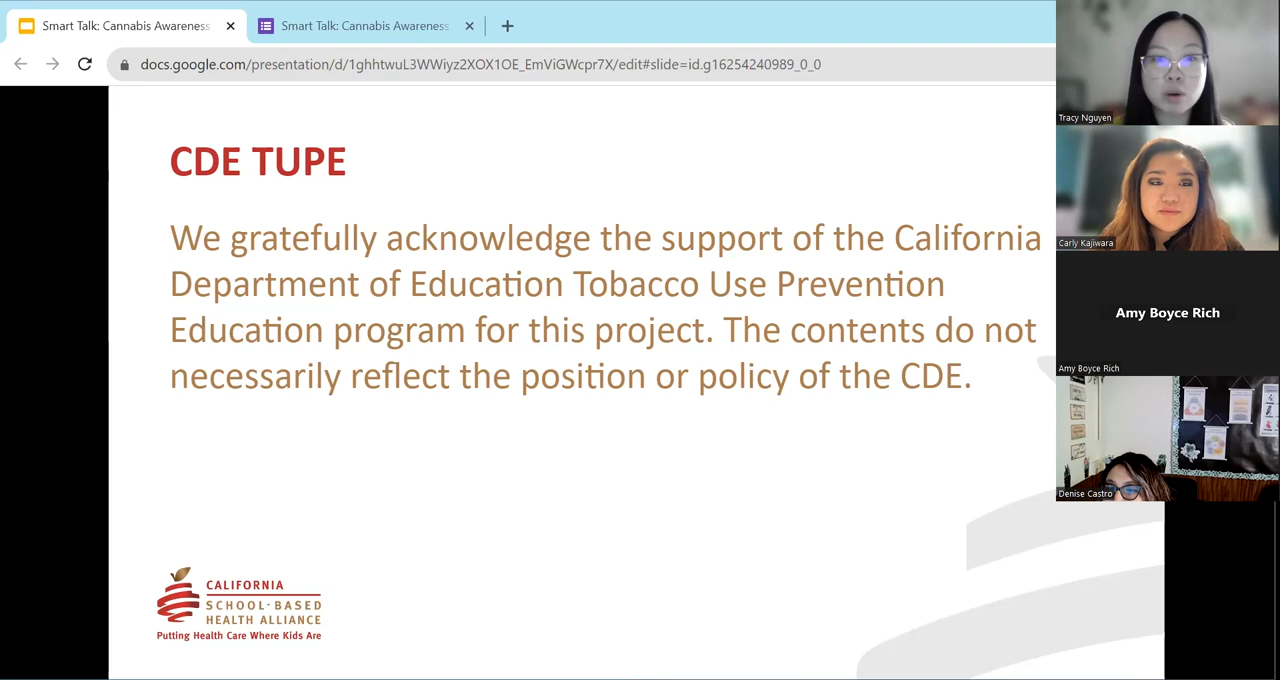 Smart Talk: Cannabis Awareness
Smart Talk: Cannabis Awareness
docs.google.com/presentation/d/1ghhtwuL3WWiyz2XOX1OE_EmViGWcpr7X/edit#slide=id.g16254240989_0_0
CDE TUPE
We gratefully acknowledge the support of the California
Department of Education Tobacco Use Prevention
Education program for this project. The contents do not
necessarily reflect the position or policy of the CDE.
CALIFORNIA
SCHOOL-BASED
HEALTH ALLIANCE
Putting Health Care Where Kids Are
Tracy Nguyen
Carly Kajiwara
Amy Boyce Rich
Amy Boyce Rich
Denise Castro